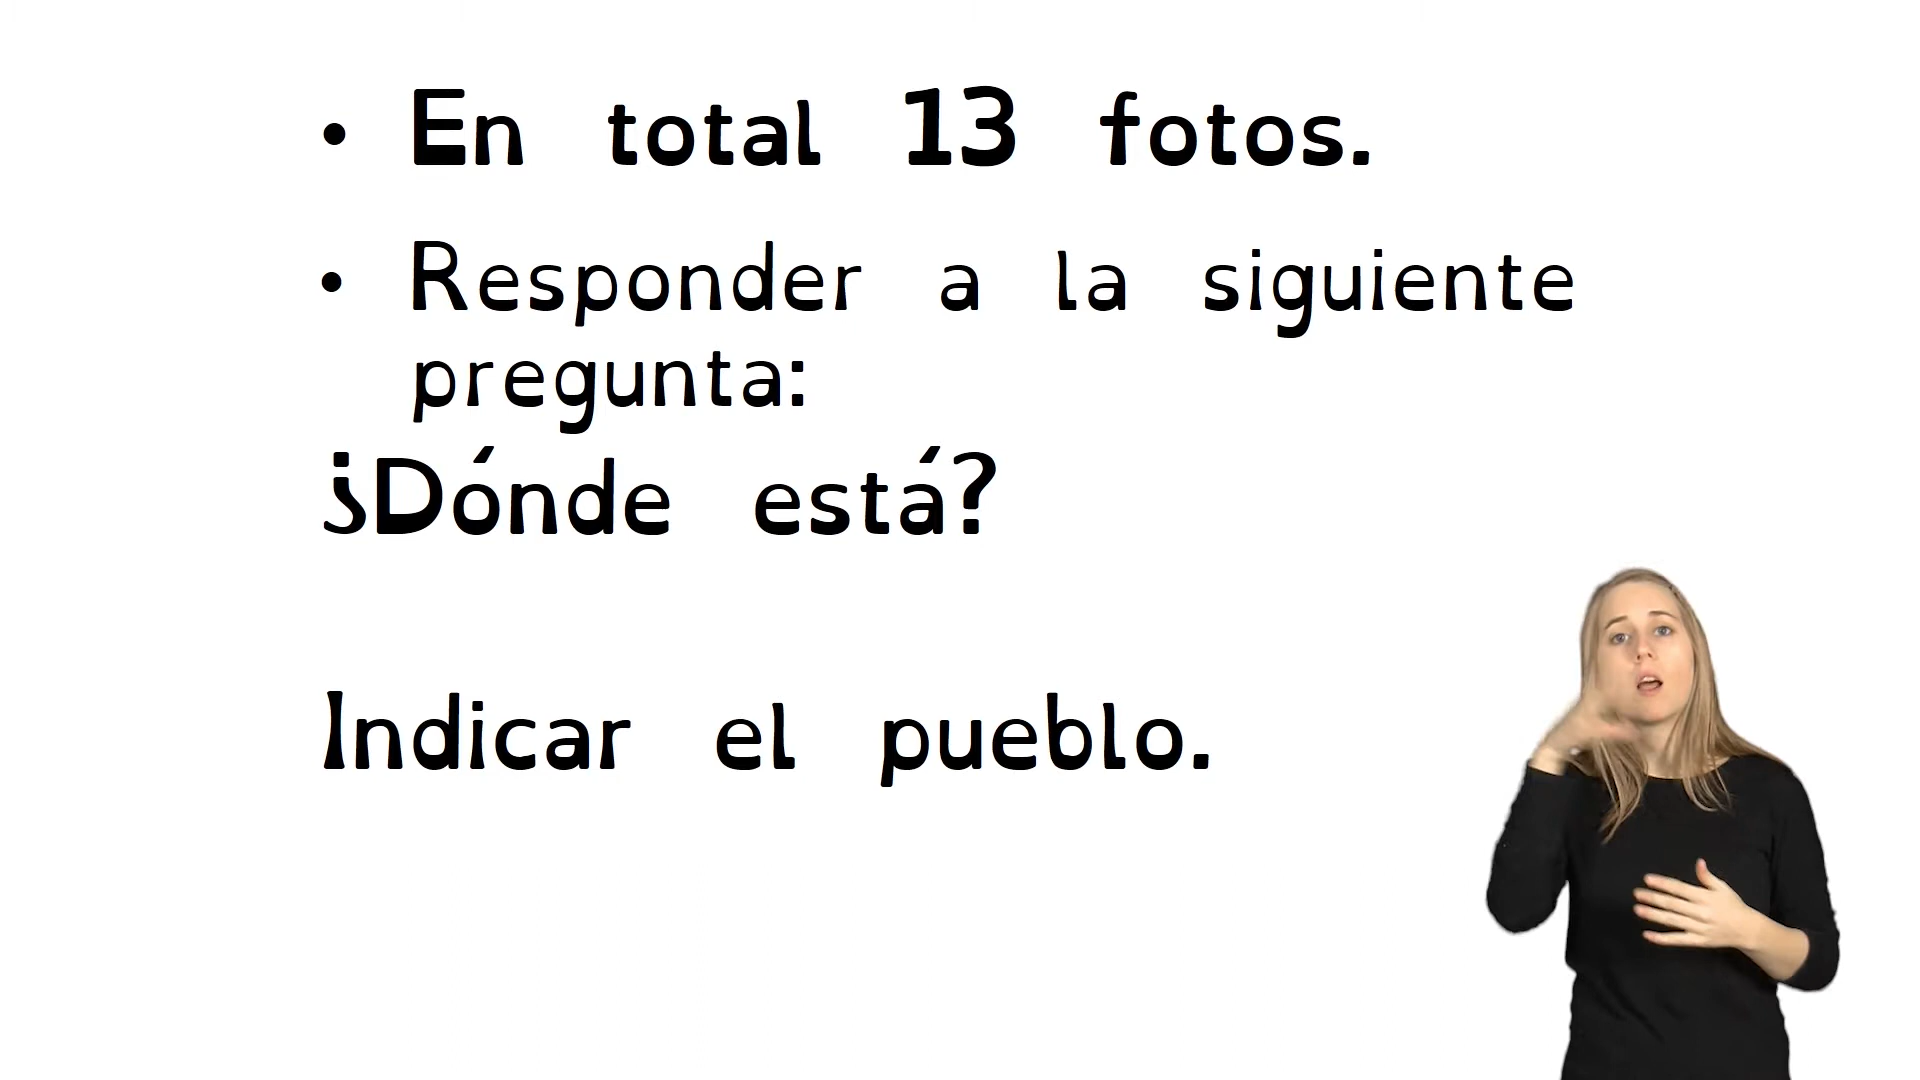 • En total 13 fotos.
• Responder a la siguiente
pregunta:
¿Dónde está?
Indicar el pueblo.